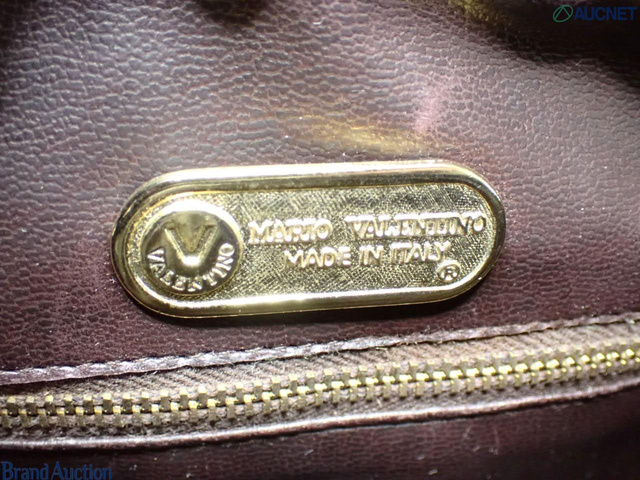 AUCNET
MARIO VALENTINO
MADE IN ITALY
®
V
VALENTINO
Brand Auction